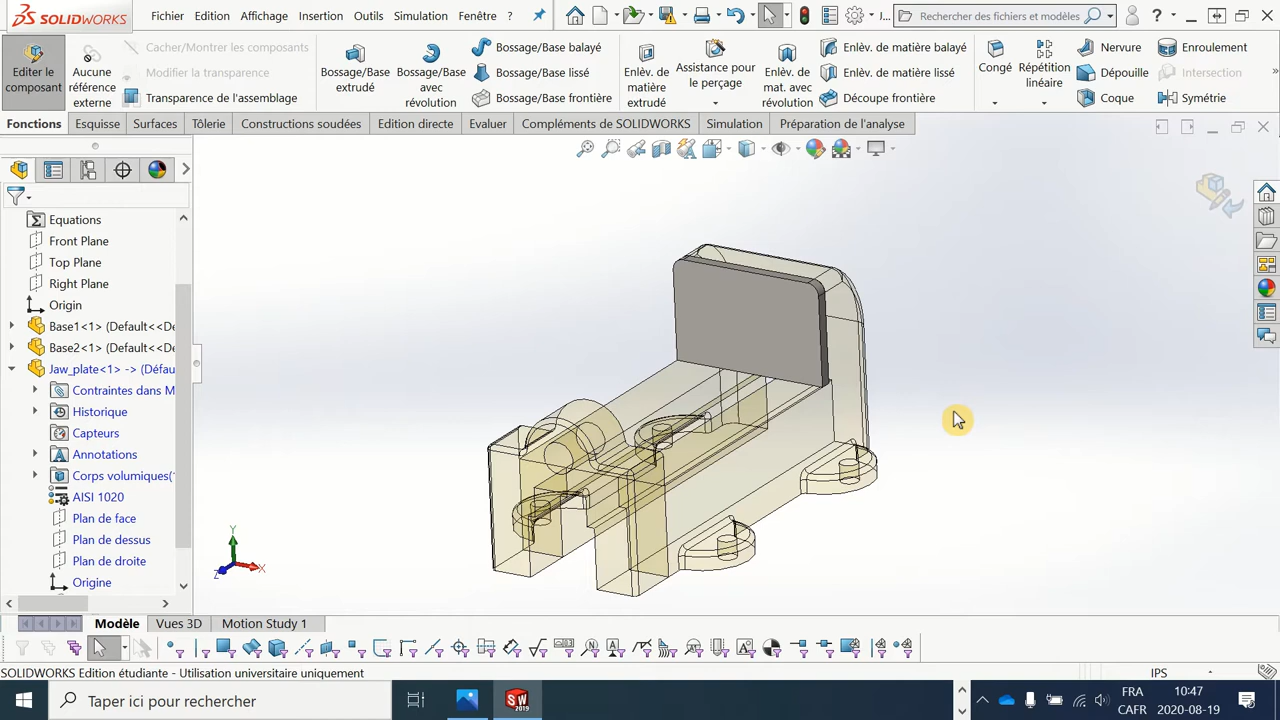 SOLIDWORKS
Fichier Edition Affichage Insertion Outils Simulation Fenêtre ?
J... Rechercher des fichiers et modèles ?
Editer le composant
Aucune référence externe
Cacher/Montrer les composants
Modifier la transparence
Transparence de l'assemblage
Bossage/Base extrudé
Bossage/Base avec révolution
Bossage/Base balayé
Bossage/Base lissé
Bossage/Base frontière
Enlèv. de matière extrudé
Assistance pour le perçage
Enlèv. de mat. avec révolution
Enlèv. de matière balayé
Enlèv. de matière lissé
Découpe frontière
Congé
Répétition linéaire
Nervure
Dépouille
Coque
Enroulement
Intersection
Symétrie
Fonctions Esquisse Surfaces Tôlerie Constructions soudées Edition directe Evaluer Compléments de SOLIDWORKS Simulation Préparation de l'analyse
Equations
Front Plane
Top Plane
Right Plane
Origin
Base1<1> (Default<<De
Base2<1> (Default<<De
Jaw_plate<1> -> (Défau
Contraintes dans M
Historique
Capteurs
Annotations
Corps volumiques(1
AISI 1020
Plan de face
Plan de dessus
Plan de droite
Origine
Y
X
Z
Modèle Vues 3D Motion Study 1
SOLIDWORKS Edition étudiante - Utilisation universitaire uniquement
IPS
Taper ici pour rechercher
SW
2019
FRA
CAFR
10:47
2020-08-19